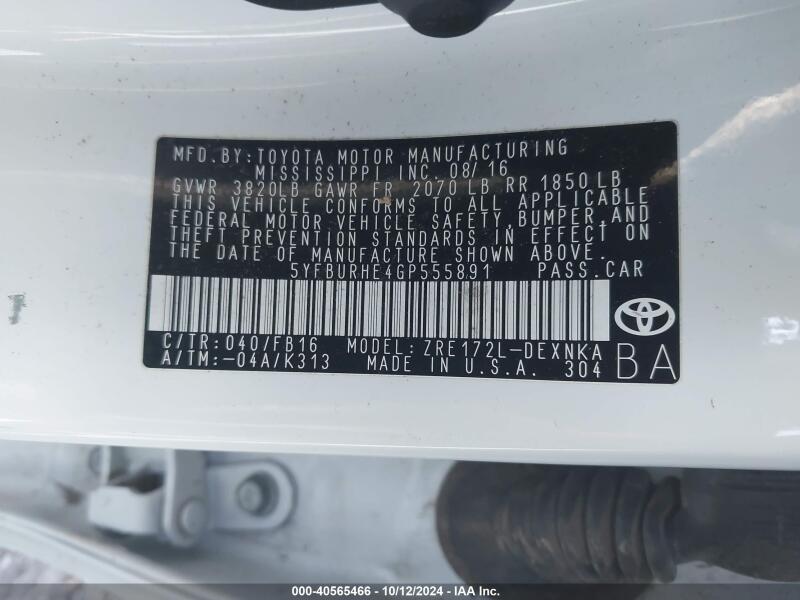 MFD. BY: TOYOTA MOTOR MANUFACTURING
MISSISSIPPI INC. 08/16
GVWR 3820LB GAWR FR 2070 LB RR 1850 LB
THIS VEHICLE CONFORMS TO ALL APPLICABLE
FEDERAL MOTOR VEHICLE SAFETY, BUMPER, AND
THEFT PREVENTION STANDARDS IN EFFECT ON
THE DATE OF MANUFACTURE SHOWN ABOVE.
5YFBURHE4GP555891 PASS. CAR
C/TR: 040/FB16 MODEL: ZRE172L-DEXNKA
A/TM: -04A/K313 MADE IN U.S.A. 304
BA
000-40565466 - 10/12/2024 - IAA Inc.